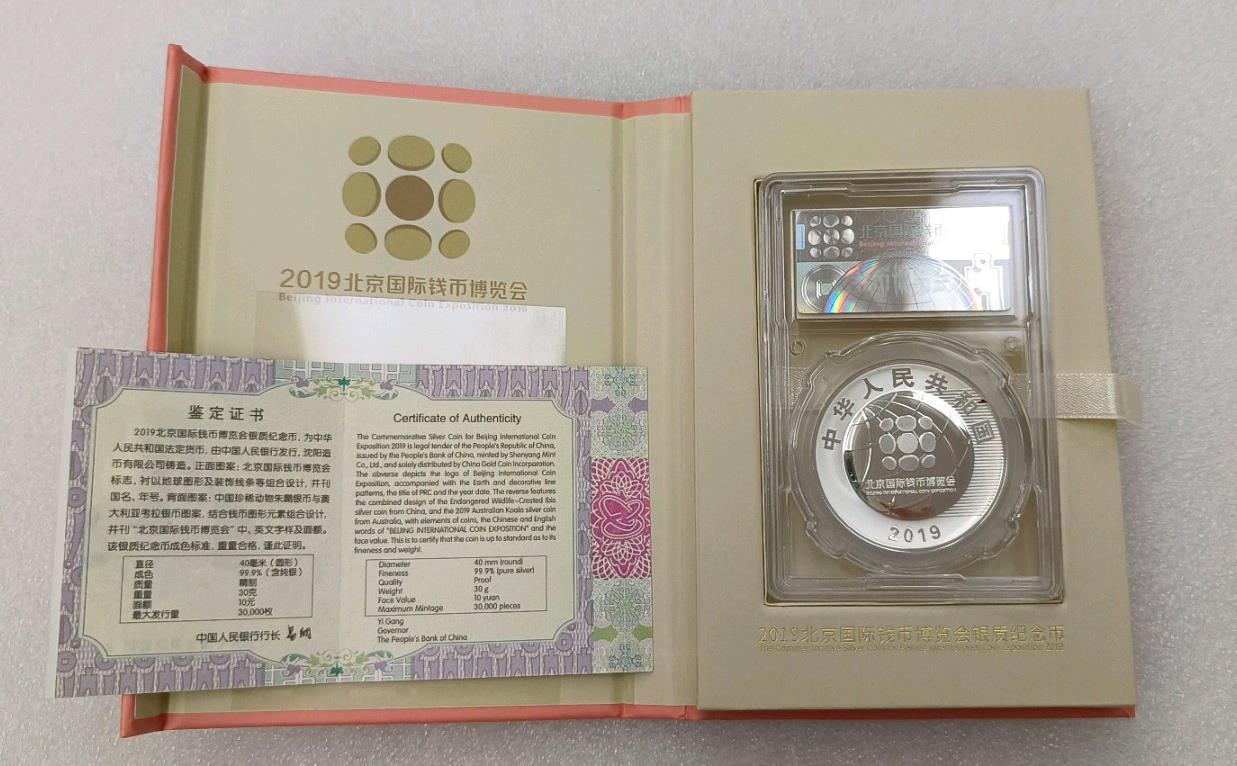 2019北京国际钱币博览会
Beijing International Coin Exposition 2019
鉴定证书
2019北京国际钱币博览会银质纪念币，为中华
人民共和国法定货币，由中国人民银行发行，沈阳造
币有限公司铸造。正面图案：北京国际钱币博览会
标志，衬以地球图形及装饰线条等组合设计，并刊
国名、年号。背面图案：中国珍稀动物朱鹮银币与澳
大利亚考拉银币图案，结合钱币图形元素组合设计，
并刊“北京国际钱币博览会”中、英文字样及面额。
该银质纪念币成色标准，重量合格，谨此证明。
直径 40毫米（圆形）
成色 99.9%（含纯银）
质量 精制
重量 30克
面额 10元
最大发行量 30,000枚
中国人民银行行长
Certificate of Authenticity
The Commemorative Silver Coin for Beijing International Coin
Exposition 2019 is legal tender of the People's Republic of China,
issued by the People's Bank of China, minted by Shenyang Mint
Co., Ltd., and solely distributed by China Gold Coin Incorporation.
The obverse depicts the logo of Beijing International Coin
Exposition, accompanied with the Earth and decorative line
patterns, the title of PRC and the year date. The reverse features
the combined design of the Endangered Wildlife-Crested Ibis
silver coin from China, and the 2019 Australian Koala silver coin
from Australia, with elements of coins, the Chinese and English
words of "BEIJING INTERNATIONAL COIN EXPOSITION" and the
face value. This is to certify that the coin is up to standard as to its
fineness and weight.
Diameter 40 mm (round)
Fineness 99.9% (pure silver)
Quality Proof
Weight 30 g
Face Value 10 yuan
Maximum Mintage 30,000 pieces
Yi Gang
Governor
The People's Bank of China
北京国际钱币
Beijing International
中华人民共和国
北京国际钱币博览会
BEIJING INTERNATIONAL COIN EXPOSITION
2019
2019北京国际钱币博览会银质纪念币
The Commemorative Silver Coin for Beijing International Coin Exposition 2019